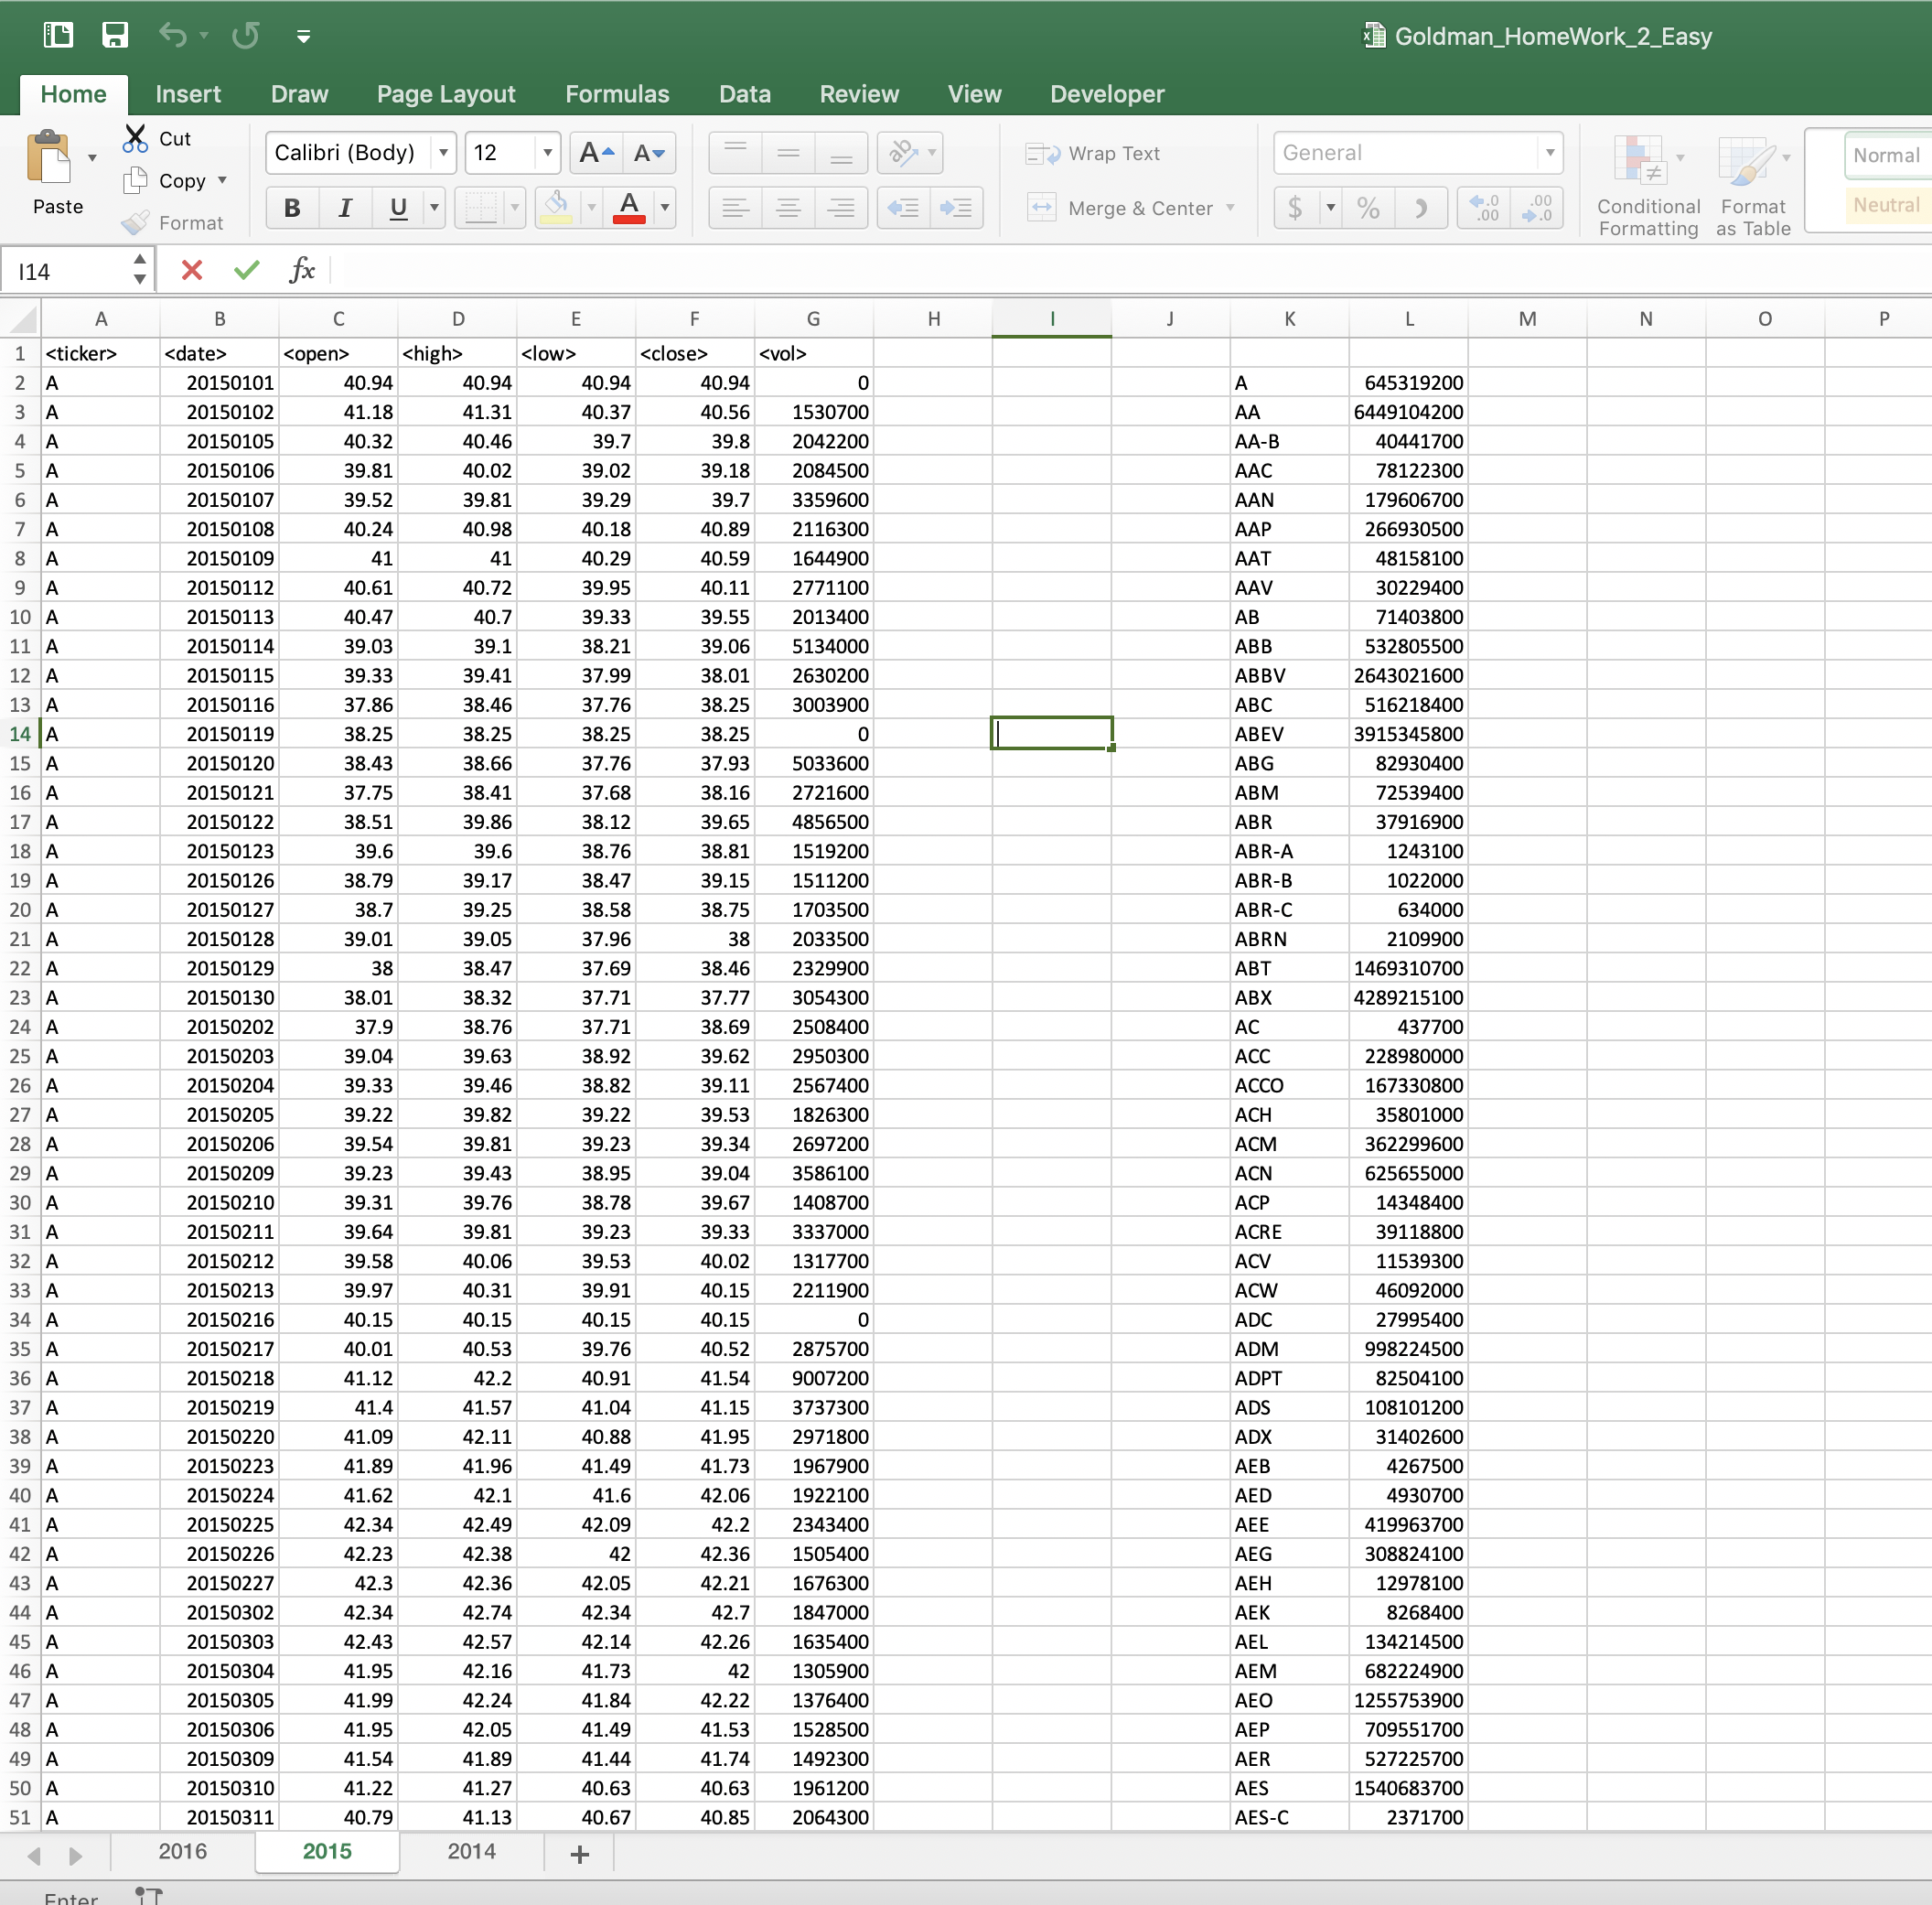 Goldman_HomeWork_2_Easy
Home Insert Draw Page Layout Formulas Data Review View Developer
Paste
Cut
Copy
Format
Calibri (Body) 12 A A
B I U A
Wrap Text
Merge & Center
General
$ % .0 .00 .00 .0
Conditional Formatting
Format as Table
Normal
Neutral
I14 fx
A B C D E F G H I J K L M N O P
1 <ticker> <date> <open> <high> <low> <close> <vol>
2 A 20150101 40.94 40.94 40.94 40.94 0 A 645319200
3 A 20150102 41.18 41.31 40.37 40.56 1530700 AA 6449104200
4 A 20150105 40.32 40.46 39.7 39.8 2042200 AA-B 40441700
5 A 20150106 39.81 40.02 39.02 39.18 2084500 AAC 78122300
6 A 20150107 39.52 39.81 39.29 39.7 3359600 AAN 179606700
7 A 20150108 40.24 40.98 40.18 40.89 2116300 AAP 266930500
8 A 20150109 41 41 40.29 40.59 1644900 AAT 48158100
9 A 20150112 40.61 40.72 39.95 40.11 2771100 AAV 30229400
10 A 20150113 40.47 40.7 39.33 39.55 2013400 AB 71403800
11 A 20150114 39.03 39.1 38.21 39.06 5134000 ABB 532805500
12 A 20150115 39.33 39.41 37.99 38.01 2630200 ABBV 2643021600
13 A 20150116 37.86 38.46 37.76 38.25 3003900 ABC 516218400
14 A 20150119 38.25 38.25 38.25 38.25 0 ABEV 3915345800
15 A 20150120 38.43 38.66 37.76 37.93 5033600 ABG 82930400
16 A 20150121 37.75 38.41 37.68 38.16 2721600 ABM 72539400
17 A 20150122 38.51 39.86 38.12 39.65 4856500 ABR 37916900
18 A 20150123 39.6 39.6 38.76 38.81 1519200 ABR-A 1243100
19 A 20150126 38.79 39.17 38.47 39.15 1511200 ABR-B 1022000
20 A 20150127 38.7 39.25 38.58 38.75 1703500 ABR-C 634000
21 A 20150128 39.01 39.05 37.96 38 2033500 ABRN 2109900
22 A 20150129 38 38.47 37.69 38.46 2329900 ABT 1469310700
23 A 20150130 38.01 38.32 37.71 37.77 3054300 ABX 4289215100
24 A 20150202 37.9 38.76 37.71 38.69 2508400 AC 437700
25 A 20150203 39.04 39.63 38.92 39.62 2950300 ACC 228980000
26 A 20150204 39.33 39.46 38.82 39.11 2567400 ACCO 167330800
27 A 20150205 39.22 39.82 39.22 39.53 1826300 ACH 35801000
28 A 20150206 39.54 39.81 39.23 39.34 2697200 ACM 362299600
29 A 20150209 39.23 39.43 38.95 39.04 3586100 ACN 625655000
30 A 20150210 39.31 39.76 38.78 39.67 1408700 ACP 14348400
31 A 20150211 39.64 39.81 39.23 39.33 3337000 ACRE 39118800
32 A 20150212 39.58 40.06 39.53 40.02 1317700 ACV 11539300
33 A 20150213 39.97 40.31 39.91 40.15 2211900 ACW 46092000
34 A 20150216 40.15 40.15 40.15 40.15 0 ADC 27995400
35 A 20150217 40.01 40.53 39.76 40.52 2875700 ADM 998224500
36 A 20150218 41.12 42.2 40.91 41.54 9007200 ADPT 82504100
37 A 20150219 41.4 41.57 41.04 41.15 3737300 ADS 108101200
38 A 20150220 41.09 42.11 40.88 41.95 2971800 ADX 31402600
39 A 20150223 41.89 41.96 41.49 41.73 1967900 AEB 4267500
40 A 20150224 41.62 42.1 41.6 42.06 1922100 AED 4930700
41 A 20150225 42.34 42.49 42.09 42.2 2343400 AEE 419963700
42 A 20150226 42.23 42.38 42 42.36 1505400 AEG 308824100
43 A 20150227 42.3 42.36 42.05 42.21 1676300 AEH 12978100
44 A 20150302 42.34 42.74 42.34 42.7 1847000 AEK 8268400
45 A 20150303 42.43 42.57 42.14 42.26 1635400 AEL 134214500
46 A 20150304 41.95 42.16 41.73 42 1305900 AEM 682224900
47 A 20150305 41.99 42.24 41.84 42.22 1376400 AEO 1255753900
48 A 20150306 41.95 42.05 41.49 41.53 1528500 AEP 709551700
49 A 20150309 41.54 41.89 41.44 41.74 1492300 AER 527225700
50 A 20150310 41.22 41.27 40.63 40.63 1961200 AES 1540683700
51 A 20150311 40.79 41.13 40.67 40.85 2064300 AES-C 2371700
2016 2015 2014 +
Enter